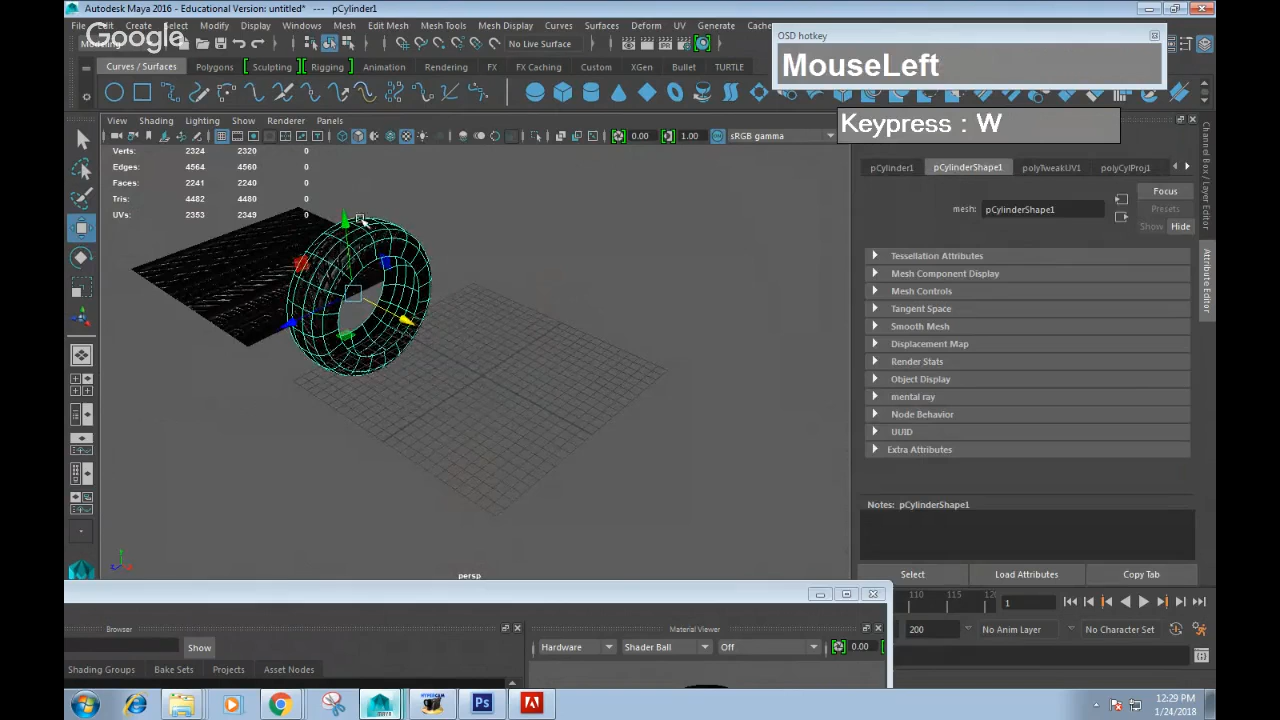 Autodesk Maya 2016 - Educational Version: untitled* --- pCylinder1
Create Select Modify Display Windows Mesh Edit Mesh Mesh Tools Mesh Display Curves Surfaces Deform UV Generate Cache
Google
No Live Surface
OSD hotkey
MouseLeft
Keypress : W
Curves / Surfaces Polygons Sculpting Rigging Animation Rendering FX FX Caching Custom XGen Bullet TURTLE
View Shading Lighting Show Renderer Panels
0.00 1.00 sRGB gamma
Verts: 2324 2320 0
Edges: 4564 4560 0
Faces: 2241 2240 0
Tris: 4482 4480 0
UVs: 2353 2349 0
persp
pCylinder1 pCylinderShape1 polyTweakUV1 polyCylProj1
mesh: pCylinderShape1
Focus
Presets
Show Hide
Tessellation Attributes
Mesh Component Display
Mesh Controls
Tangent Space
Smooth Mesh
Displacement Map
Render Stats
Object Display
mental ray
Node Behavior
UUID
Extra Attributes
Notes: pCylinderShape1
Select Load Attributes Copy Tab
Channel Box / Layer Editor
Attribute Editor
110 115 120 1
200 No Anim Layer No Character Set
Browser
Show
Shading Groups Bake Sets Projects Asset Nodes
Material Viewer
Hardware Shader Ball Off 0.00
12:29 PM
1/24/2018